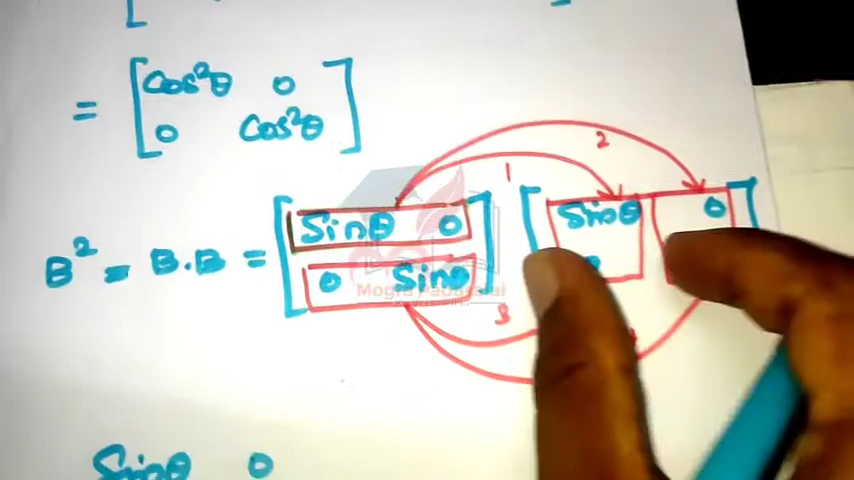 = [ Cos²θ 0
0 Cos²θ ]
B² = B.B = [ Sinθ 0
0 Sinθ ] [ Sinθ 0
1
2
3
Sinθ 0